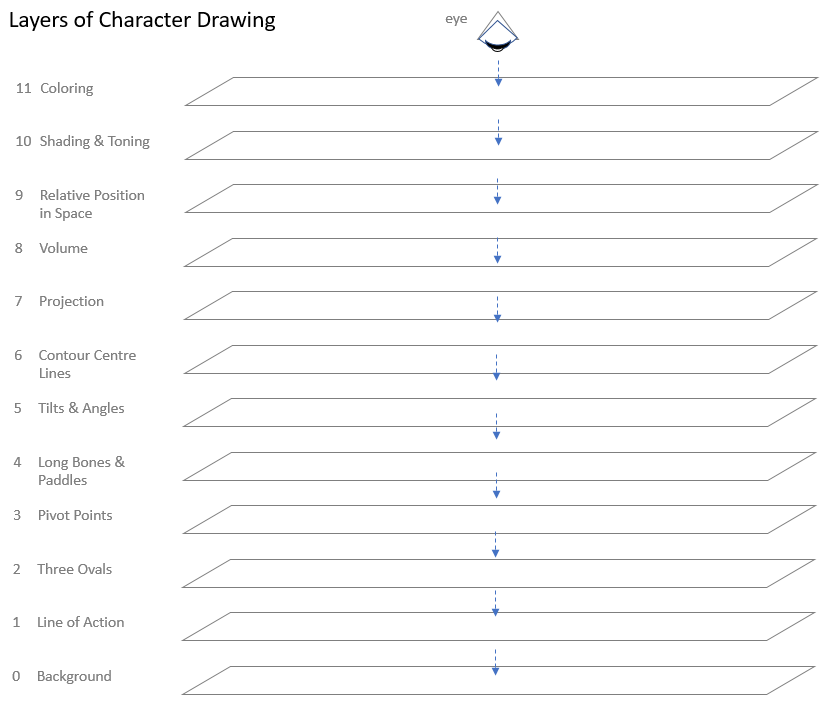 Layers of Character Drawing
eye
11 Coloring
10 Shading & Toning
9 Relative Position
in Space
8 Volume
7 Projection
6 Contour Centre
Lines
5 Tilts & Angles
4 Long Bones &
Paddles
3 Pivot Points
2 Three Ovals
1 Line of Action
0 Background